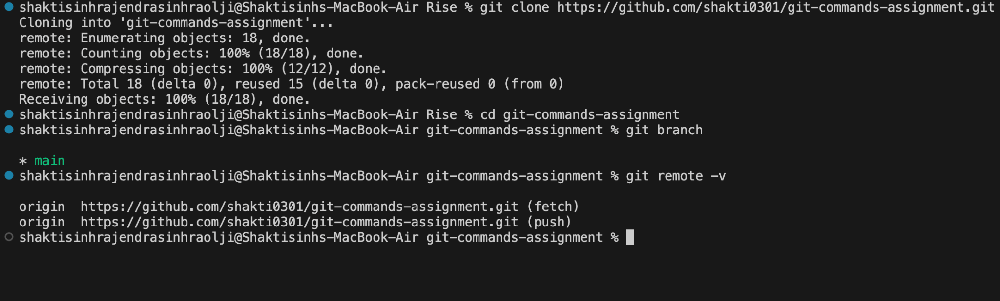 shaktisinhrajendrasinhraolji@Shaktisinhs-MacBook-Air Rise % git clone https://github.com/shakti0301/git-commands-assignment.git
Cloning into 'git-commands-assignment'...
remote: Enumerating objects: 18, done.
remote: Counting objects: 100% (18/18), done.
remote: Compressing objects: 100% (12/12), done.
remote: Total 18 (delta 0), reused 15 (delta 0), pack-reused 0 (from 0)
Receiving objects: 100% (18/18), done.
shaktisinhrajendrasinhraolji@Shaktisinhs-MacBook-Air Rise % cd git-commands-assignment
shaktisinhrajendrasinhraolji@Shaktisinhs-MacBook-Air git-commands-assignment % git branch
* main
shaktisinhrajendrasinhraolji@Shaktisinhs-MacBook-Air git-commands-assignment % git remote -v
origin  https://github.com/shakti0301/git-commands-assignment.git (fetch)
origin  https://github.com/shakti0301/git-commands-assignment.git (push)
shaktisinhrajendrasinhraolji@Shaktisinhs-MacBook-Air git-commands-assignment %